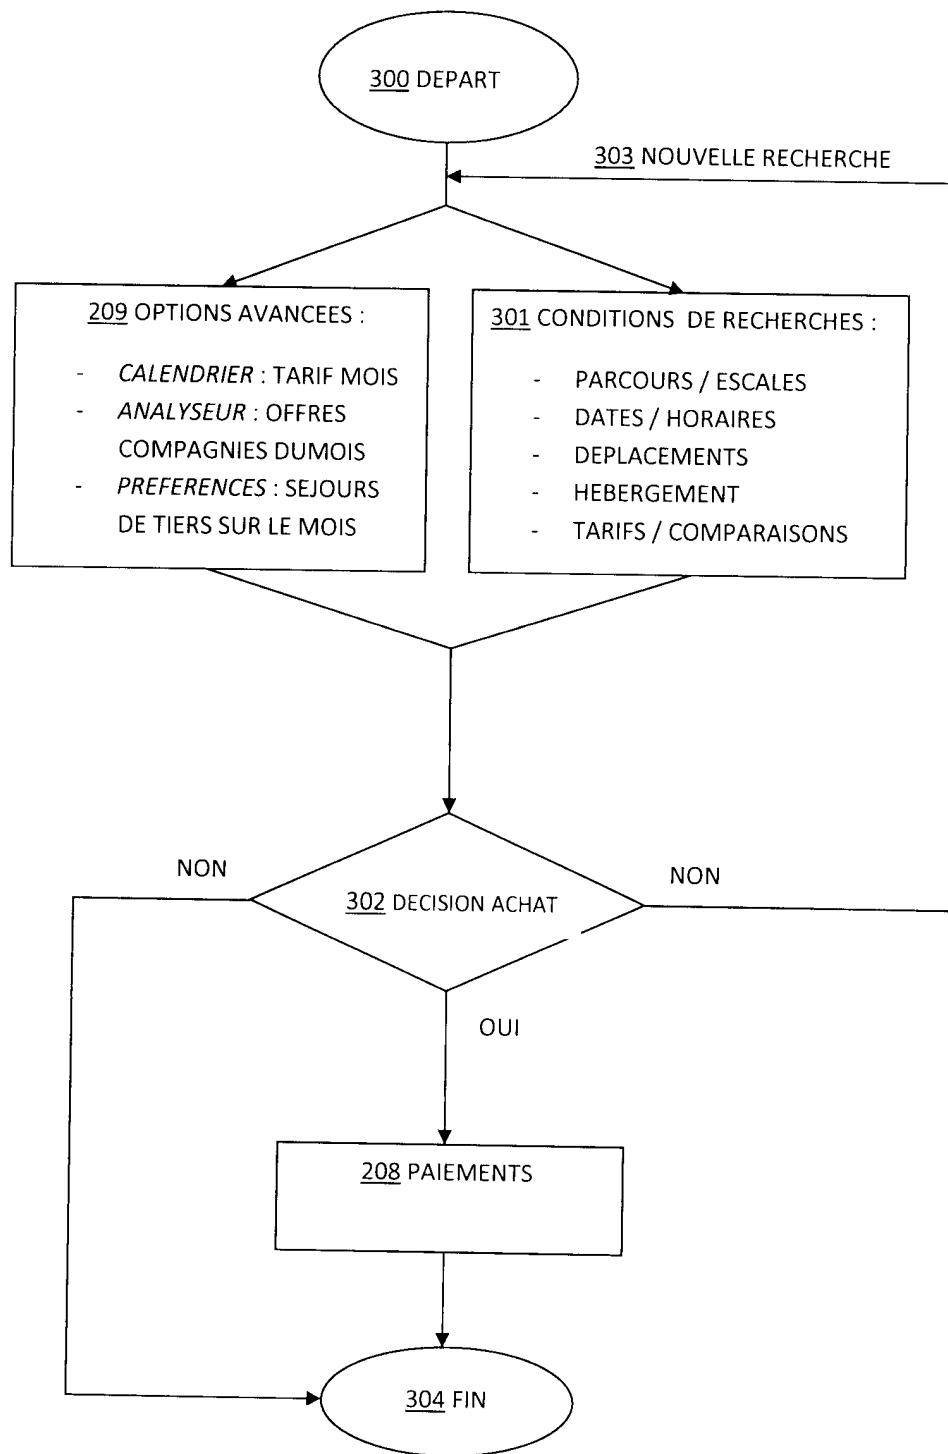 300 DEPART
303 NOUVELLE RECHERCHE
209 OPTIONS AVANCEES :
- CALENDRIER : TARIF MOIS
- ANALYSEUR : OFFRES
COMPAGNIES DUMOIS
- PREFERENCES : SEJOURS
DE TIERS SUR LE MOIS
301 CONDITIONS DE RECHERCHES :
- PARCOURS / ESCALES
- DATES / HORAIRES
- DEPLACEMENTS
- HEBERGEMENT
- TARIFS / COMPARAISONS
NON
302 DECISION ACHAT
NON
OUI
208 PAIEMENTS
304 FIN